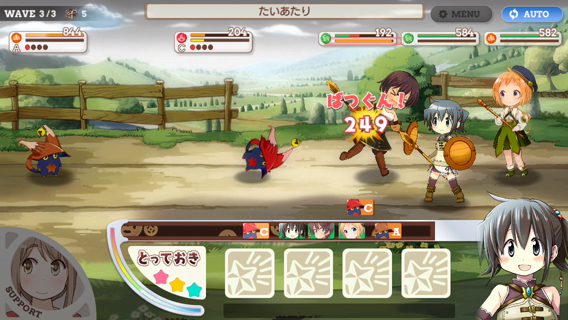 WAVE 3/3
5
たいあたり
MENU
AUTO
844
204
192
584
582
A
C
ばつぐん!
249
C
C
A
とっておき
SUPPORT